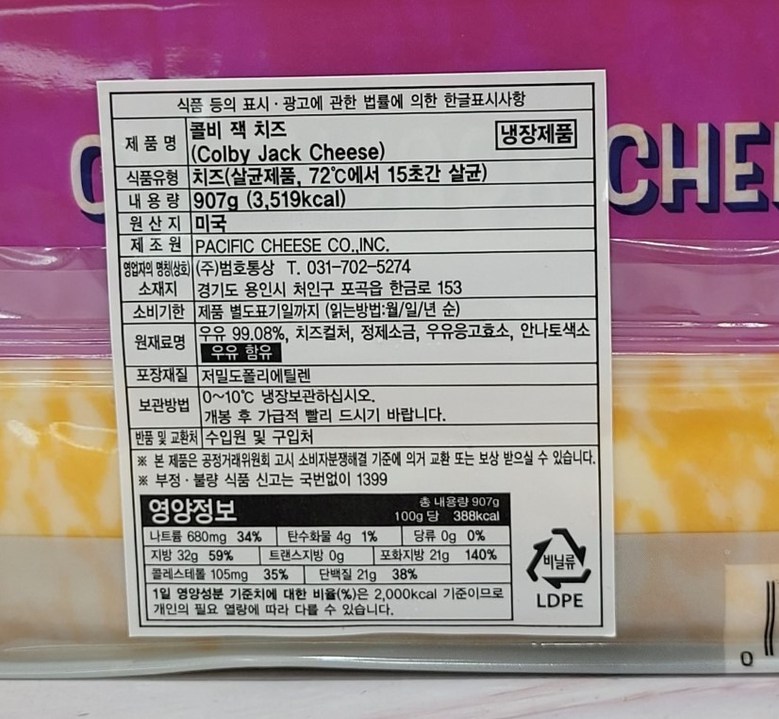 식품 등의 표시·광고에 관한 법률에 의한 한글표시사항
제 품 명 콜비 잭 치즈 냉장제품
(Colby Jack Cheese)
식품유형 치즈(살균제품, 72℃에서 15초간 살균)
내 용 량 907g (3,519kcal)
원 산 지 미국
제 조 원 PACIFIC CHEESE CO.,INC.
영업자의 명칭(상호) (주)범호통상 T. 031-702-5274
소재지 경기도 용인시 처인구 포곡읍 한금로 153
소비기한 제품 별도표기일까지 (읽는방법:월/일/년 순)
원재료명 우유 99.08%, 치즈컬처, 정제소금, 우유응고효소, 안나토색소
우유 함유
포장재질 저밀도폴리에틸렌
보관방법 0~10℃ 냉장보관하십시오.
개봉 후 가급적 빨리 드시기 바랍니다.
반품 및 교환처 수입원 및 구입처
※ 본 제품은 공정거래위원회 고시 소비자분쟁해결 기준에 의거 교환 또는 보상 받으실 수 있습니다.
※ 부정·불량 식품 신고는 국번없이 1399
영양정보 총 내용량 907g
100g 당 388kcal
나트륨 680mg 34% 탄수화물 4g 1% 당류 0g 0%
지방 32g 59% 트랜스지방 0g 포화지방 21g 140%
콜레스테롤 105mg 35% 단백질 21g 38%
1일 영양성분 기준치에 대한 비율(%)은 2,000kcal 기준이므로
개인의 필요 열량에 따라 다를 수 있습니다.
비닐류
LDPE
CHE
0